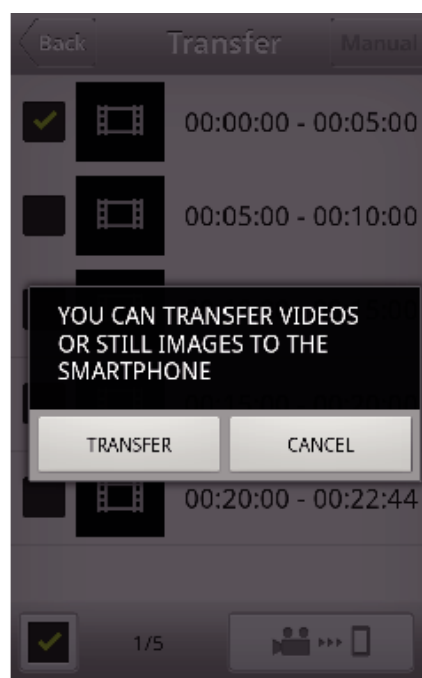 Back Transfer Manual
00:00:00 - 00:05:00
00:05:00 - 00:10:00
YOU CAN TRANSFER VIDEOS
OR STILL IMAGES TO THE
SMARTPHONE
TRANSFER CANCEL
00:20:00 - 00:22:44
1/5